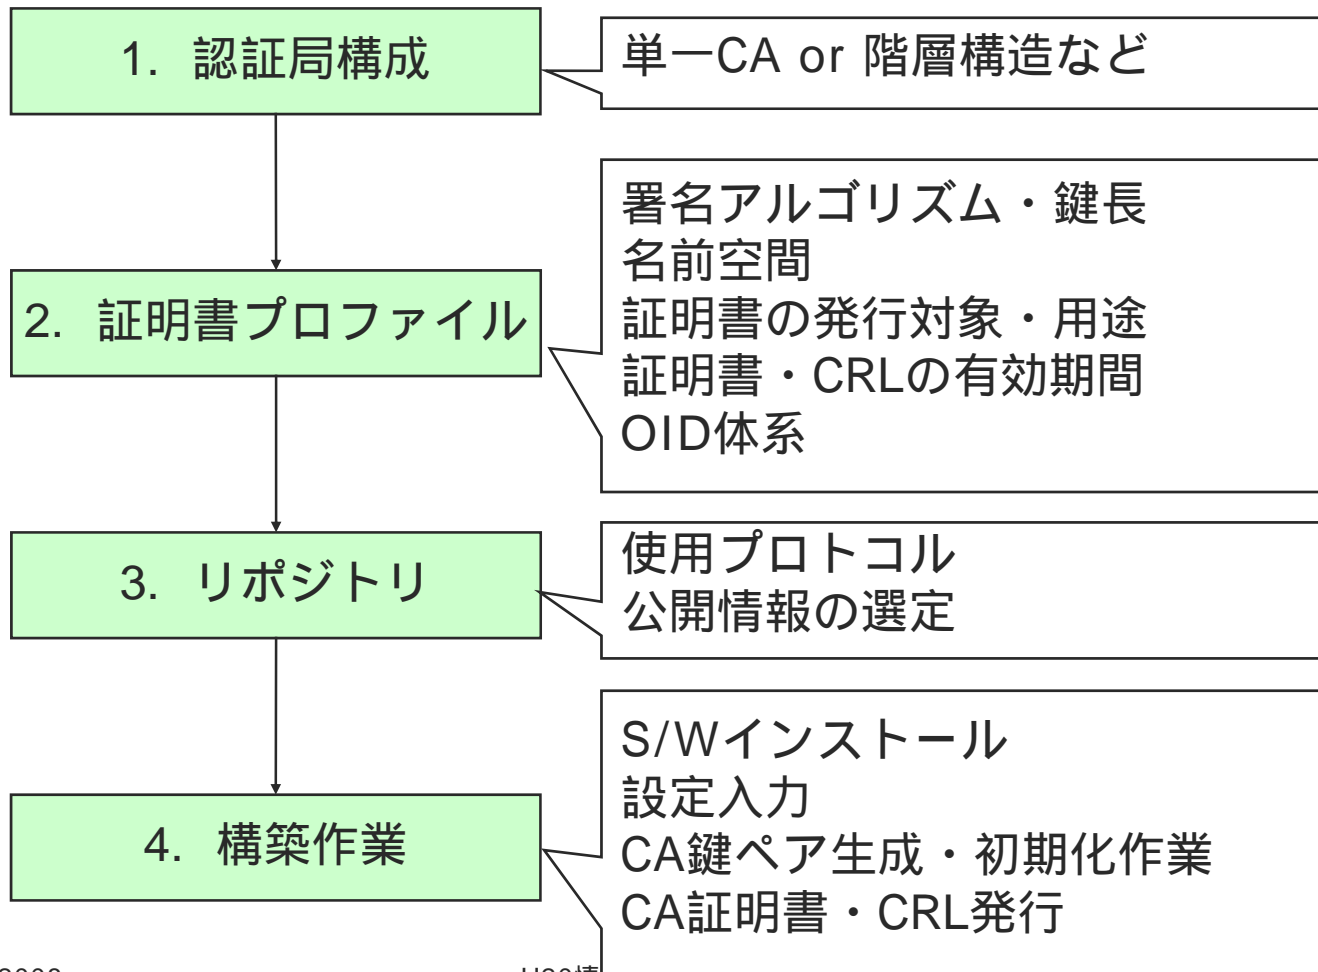 1. 認証局構成
単一CA or 階層構造など
2. 証明書プロファイル
署名アルゴリズム・鍵長
名前空間
証明書の発行対象・用途
証明書・CRLの有効期間
OID体系
3. リポジトリ
使用プロトコル
公開情報の選定
4. 構築作業
S/Wインストール
設定入力
CA鍵ペア生成・初期化作業
CA証明書・CRL発行